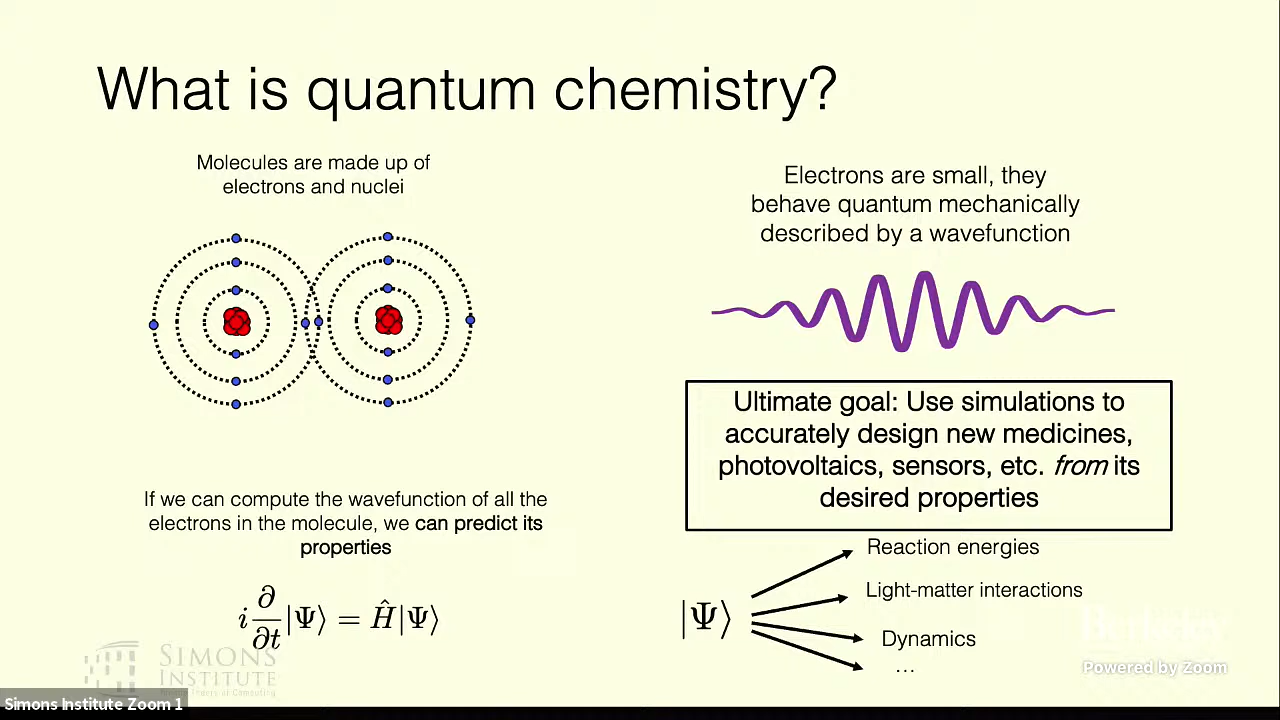 What is quantum chemistry?
Molecules are made up of
electrons and nuclei
Electrons are small, they
behave quantum mechanically
described by a wavefunction
Ultimate goal: Use simulations to
accurately design new medicines,
photovoltaics, sensors, etc. from its
desired properties
If we can compute the wavefunction of all the
electrons in the molecule, we can predict its
properties
i ∂/∂t |Ψ⟩ = Ĥ|Ψ⟩
|Ψ⟩
Reaction energies
Light-matter interactions
Dynamics
...
SIMONS
INSTITUTE
of Computing
Berkeley
Powered by Zoom
Simons Institute Zoom 1